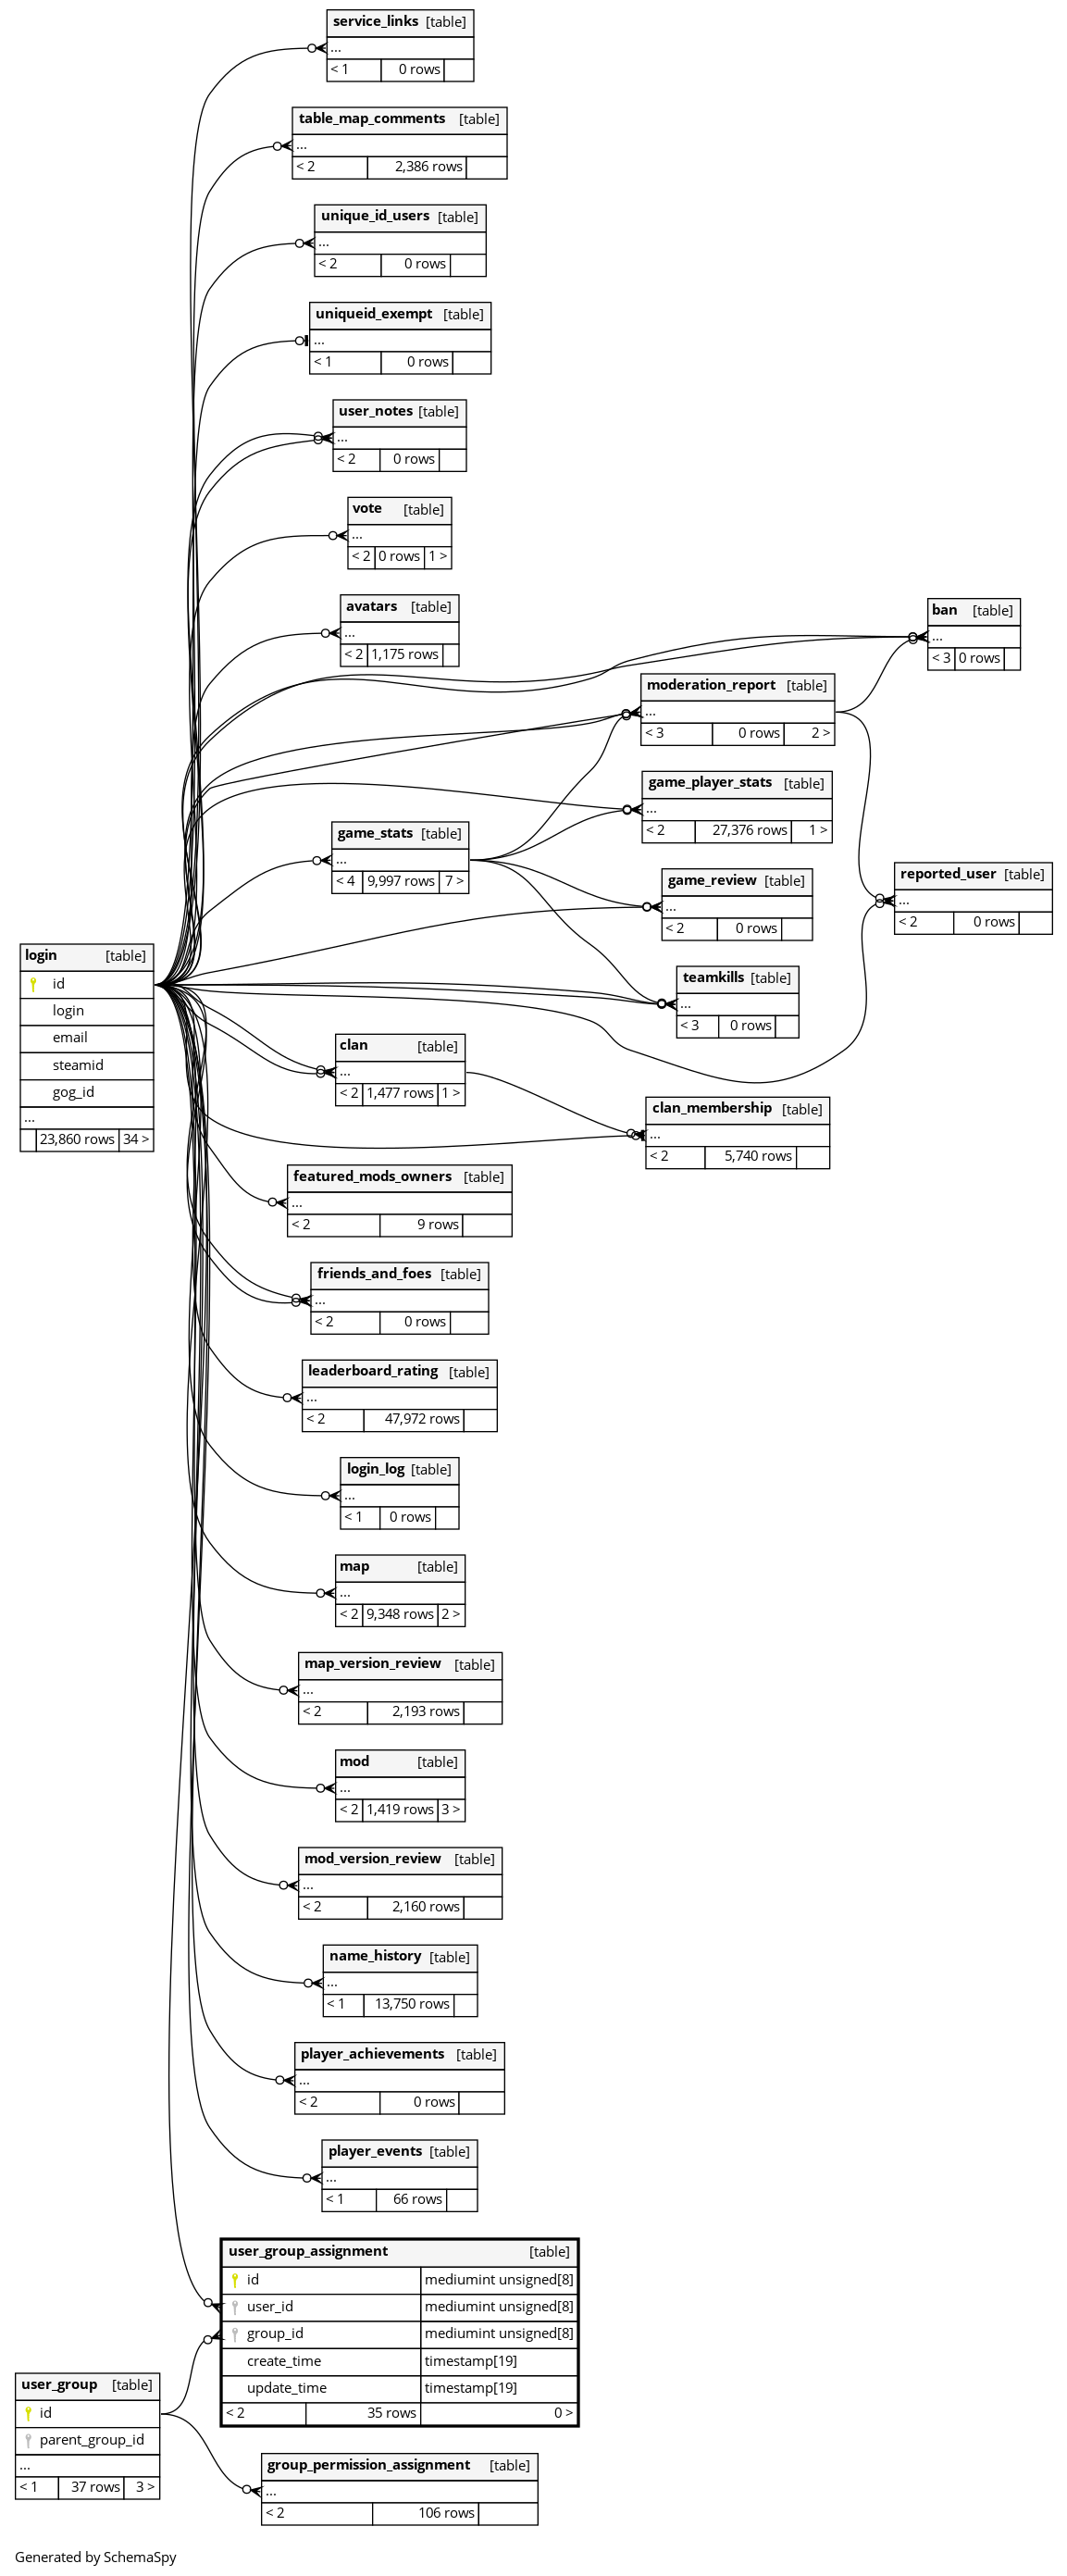 service_links [table]
...
< 1 0 rows
table_map_comments [table]
...
< 2 2,386 rows
unique_id_users [table]
...
< 2 0 rows
uniqueid_exempt [table]
...
< 1 0 rows
user_notes [table]
...
< 2 0 rows
vote [table]
...
< 2 0 rows 1 >
avatars [table]
...
< 2 1,175 rows
ban [table]
...
< 3 0 rows
moderation_report [table]
...
< 3 0 rows 2 >
game_player_stats [table]
...
< 2 27,376 rows 1 >
game_stats [table]
...
< 4 9,997 rows 7 >
game_review [table]
...
< 2 0 rows
reported_user [table]
...
< 2 0 rows
login [table]
id
login
email
steamid
gog_id
...
23,860 rows 34 >
teamkills [table]
...
< 3 0 rows
clan [table]
...
< 2 1,477 rows 1 >
clan_membership [table]
...
< 2 5,740 rows
featured_mods_owners [table]
...
< 2 9 rows
friends_and_foes [table]
...
< 2 0 rows
leaderboard_rating [table]
...
< 2 47,972 rows
login_log [table]
...
< 1 0 rows
map [table]
...
< 2 9,348 rows 2 >
map_version_review [table]
...
< 2 2,193 rows
mod [table]
...
< 2 1,419 rows 3 >
mod_version_review [table]
...
< 2 2,160 rows
name_history [table]
...
< 1 13,750 rows
player_achievements [table]
...
< 2 0 rows
player_events [table]
...
< 1 66 rows
user_group_assignment [table]
id mediumint unsigned[8]
user_id mediumint unsigned[8]
group_id mediumint unsigned[8]
create_time timestamp[19]
update_time timestamp[19]
< 2 35 rows 0 >
user_group [table]
id
parent_group_id
...
< 1 37 rows 3 >
group_permission_assignment [table]
...
< 2 106 rows
Generated by SchemaSpy